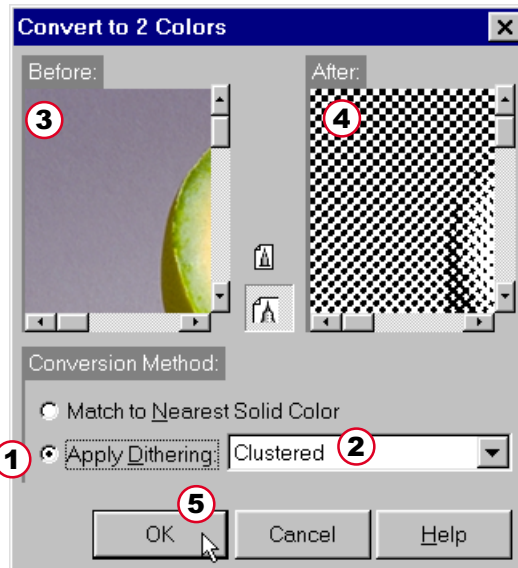 Convert to 2 Colors
Before: After:
3 4
Conversion Method:
Match to Nearest Solid Color
1 Apply Dithering: Clustered 2
5
OK Cancel Help